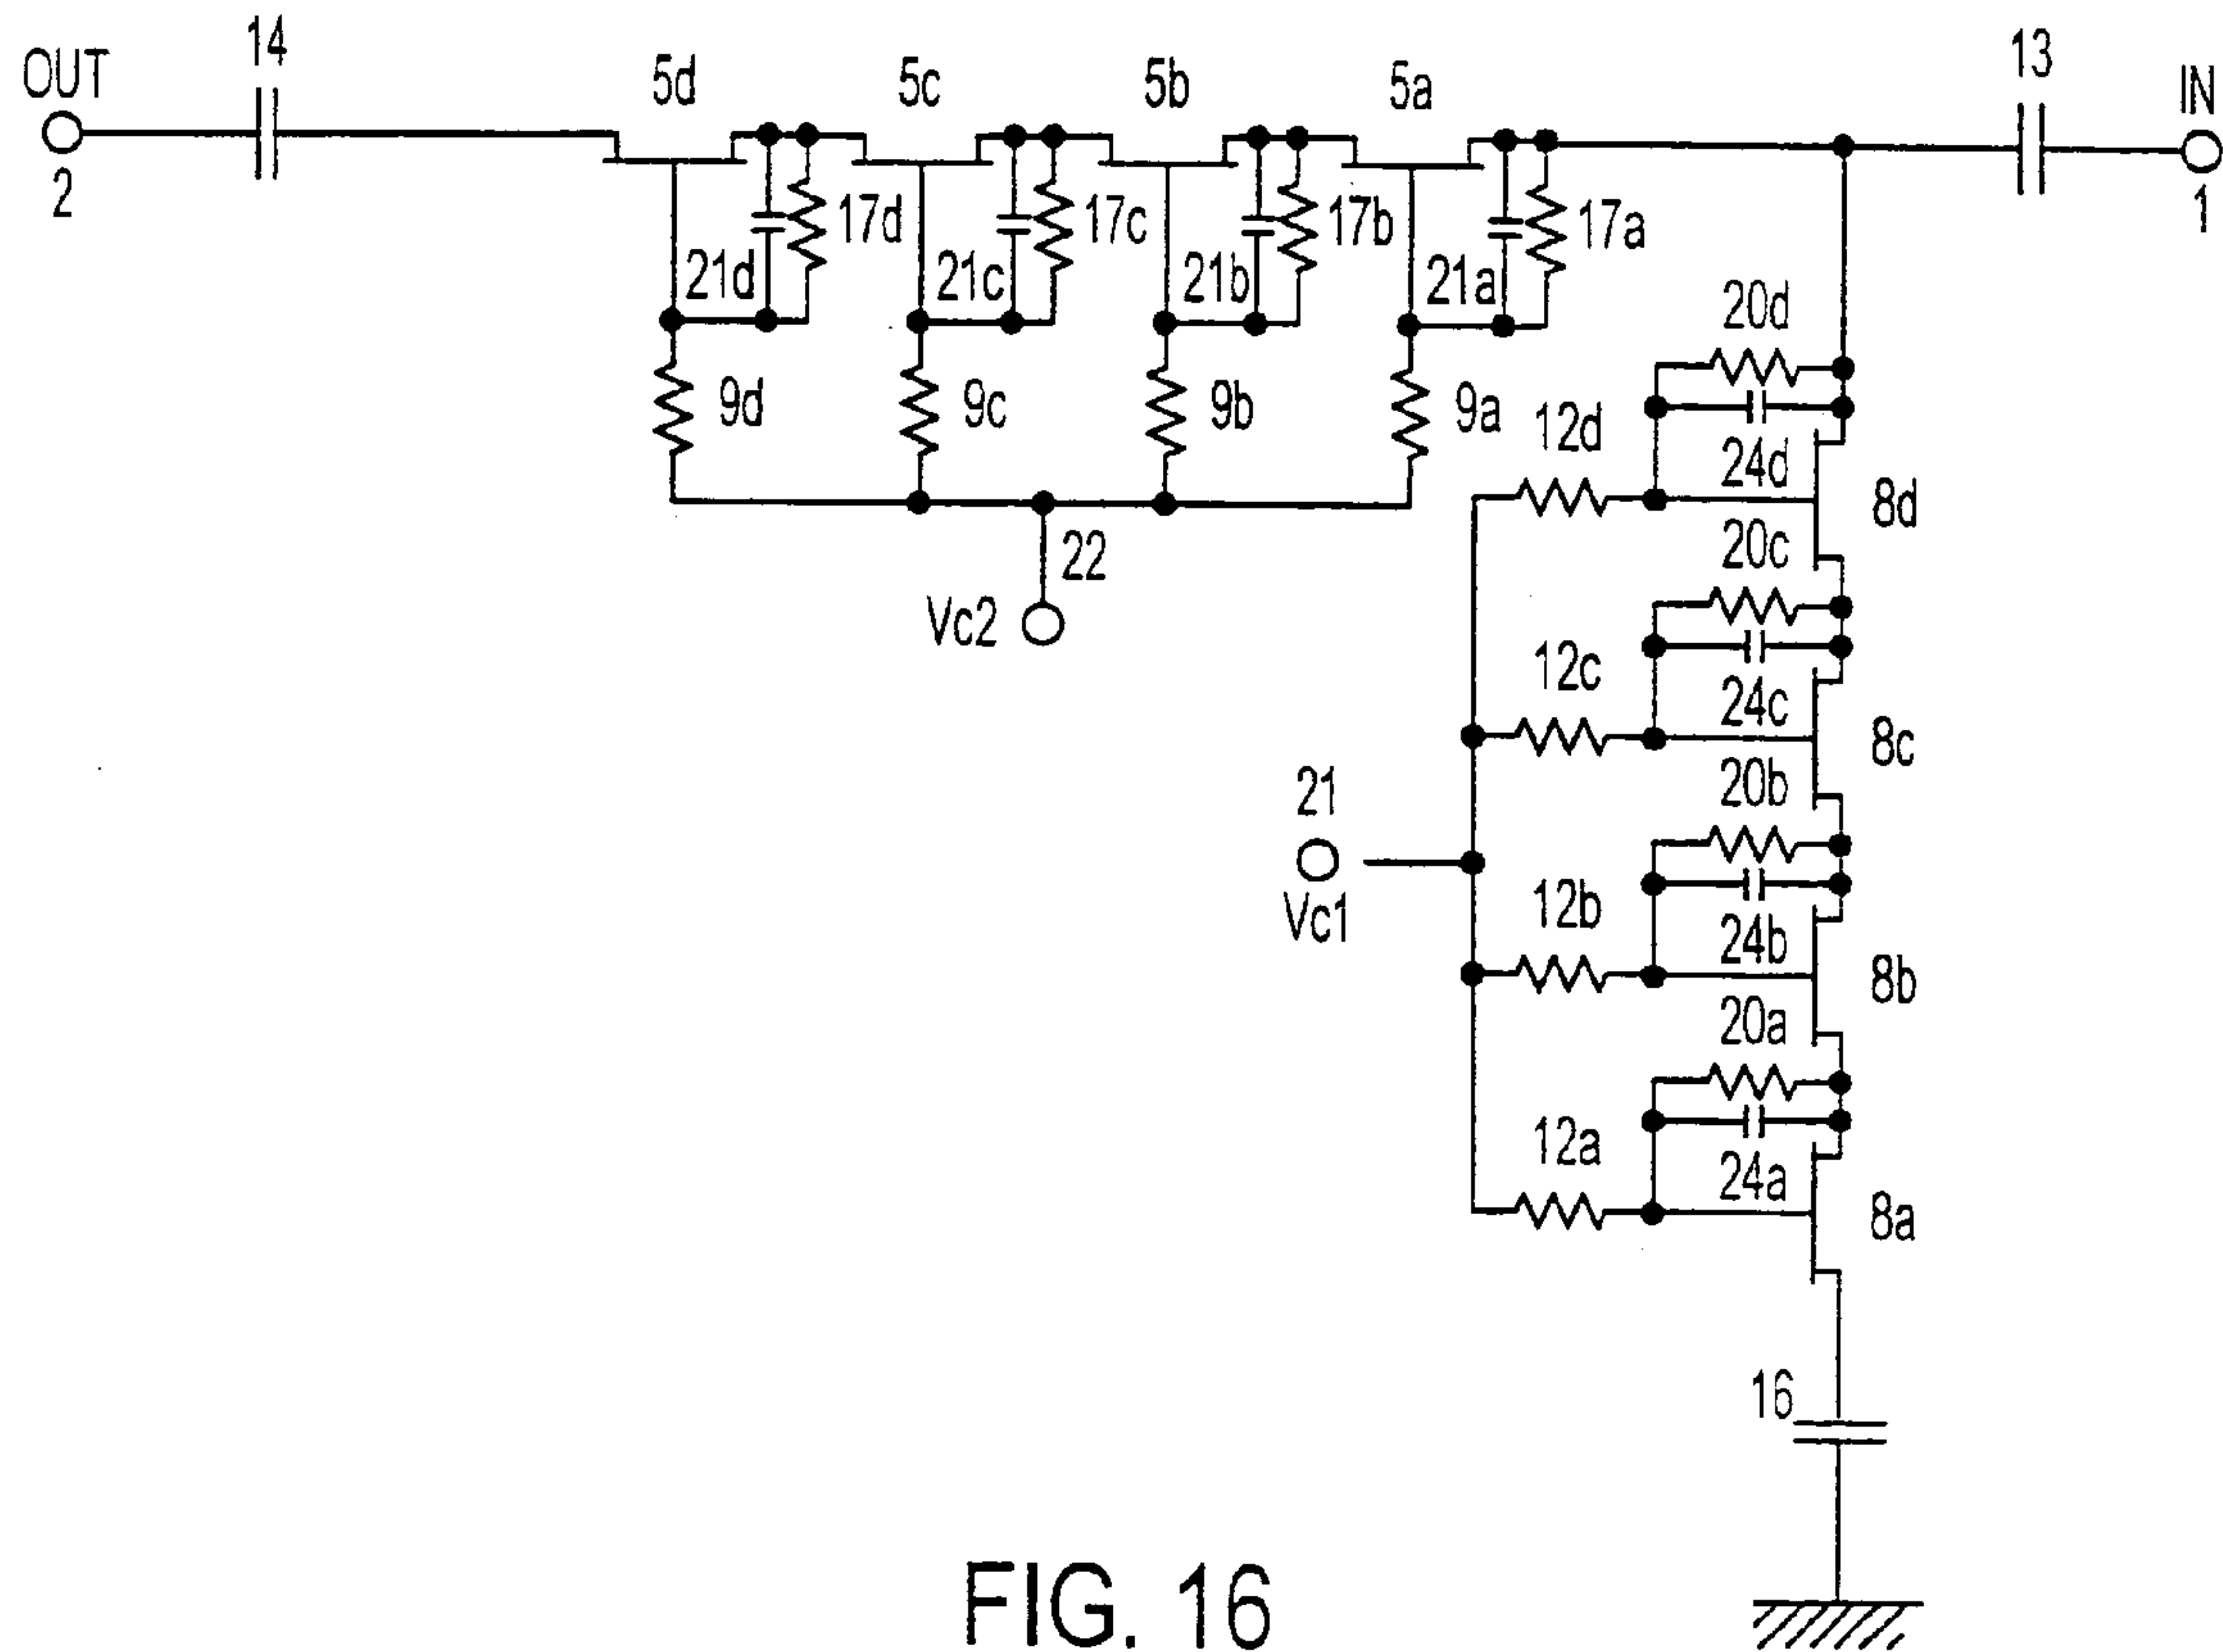 OUT
14
5d
5c
5b
5a
13
IN
2
1
17d
17c
17b
17a
21d
21c
21b
21a
20d
9d
9c
9b
9a
12d
24d
8d
22
20c
Vc2
12c
24c
8c
21
20b
Vc1
12b
24b
8b
20a
12a
24a
8a
16
FIG. 16